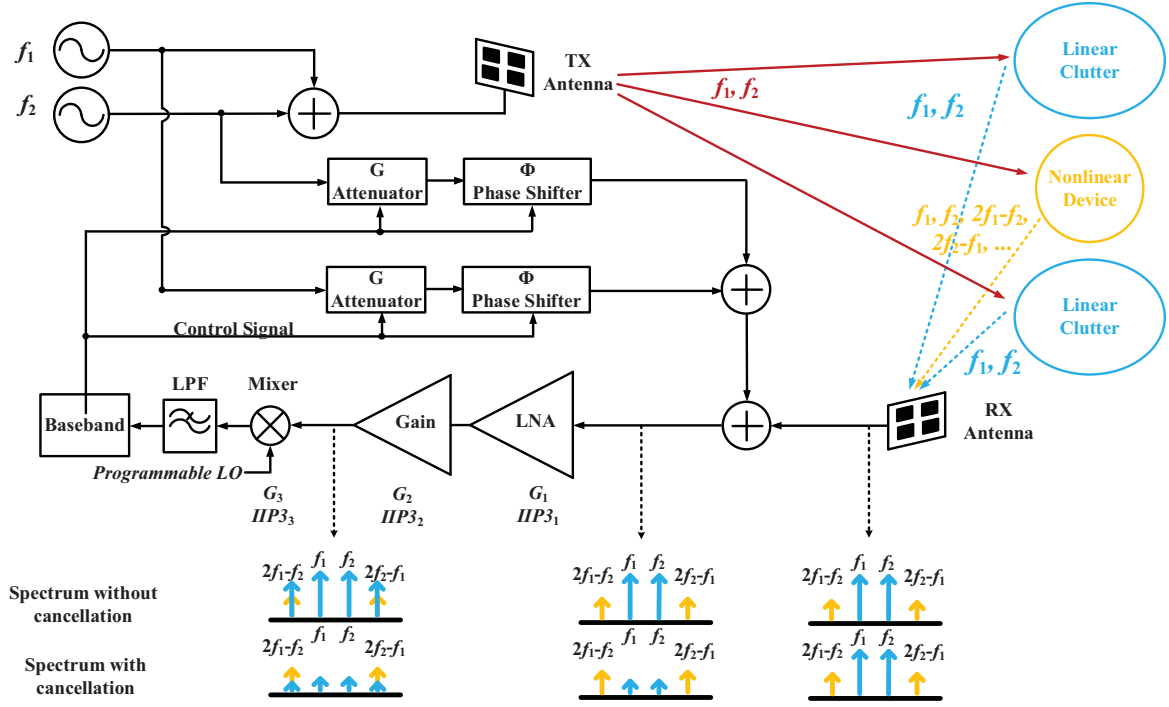 f1
f2
TX
Antenna
f1, f2
Linear
Clutter
f1, f2
Nonlinear
Device
f1, f2, 2f1-f2,
2f2-f1, ...
G
Attenuator
Φ
Phase Shifter
G
Attenuator
Φ
Phase Shifter
Linear
Clutter
Control Signal
f1, f2
Baseband
LPF
Mixer
Gain
LNA
RX
Antenna
Programmable LO
G3
IIP33
G2
IIP32
G1
IIP31
Spectrum without
cancellation
2f1-f2
f1
f2
2f2-f1
2f1-f2
f1
f2
2f2-f1
2f1-f2
f1
f2
2f2-f1
Spectrum with
cancellation
2f1-f2
f1
f2
2f2-f1
2f1-f2
f1
f2
2f2-f1
2f1-f2
f1
f2
2f2-f1